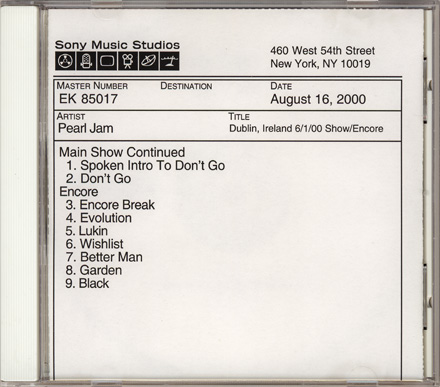 Sony Music Studios
460 West 54th Street
New York, NY 10019
MASTER NUMBER DESTINATION DATE
EK 85017 August 16, 2000
ARTIST TITLE
Pearl Jam Dublin, Ireland 6/1/00 Show/Encore
Main Show Continued
1. Spoken Intro To Don't Go
2. Don't Go
Encore
3. Encore Break
4. Evolution
5. Lukin
6. Wishlist
7. Better Man
8. Garden
9. Black